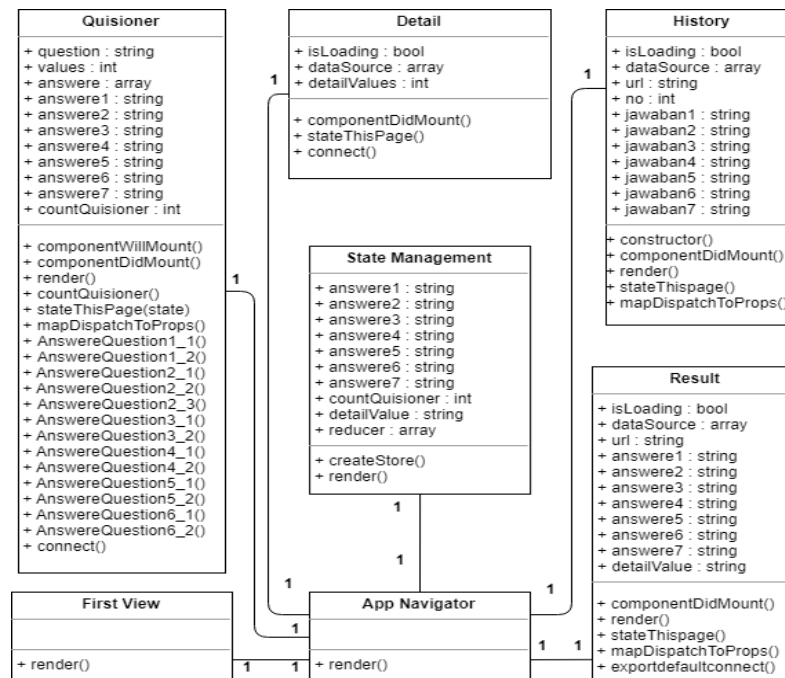 Quisioner
+ question : string
+ values : int
+ answere : array
+ answere1 : string
+ answere2 : string
+ answere3 : string
+ answere4 : string
+ answere5 : string
+ answere6 : string
+ answere7 : string
+ countQuisioner : int
+ componentWillMount()
+ componentDidMount()
+ render()
+ countQuisioner()
+ stateThisPage(state)
+ mapDispatchToProps()
+ AnswereQuestion1_1()
+ AnswereQuestion1_2()
+ AnswereQuestion2_1()
+ AnswereQuestion2_2()
+ AnswereQuestion2_3()
+ AnswereQuestion3_1()
+ AnswereQuestion3_2()
+ AnswereQuestion4_1()
+ AnswereQuestion4_2()
+ AnswereQuestion5_1()
+ AnswereQuestion5_2()
+ AnswereQuestion6_1()
+ AnswereQuestion6_2()
+ connect()
1
Detail
+ isLoading : bool
+ dataSource : array
+ detailValues : int
+ componentDidMount()
+ stateThisPage()
+ connect()
1
History
+ isLoading : bool
+ dataSource : array
+ url : string
+ no : int
+ jawaban1 : string
+ jawaban2 : string
+ jawaban3 : string
+ jawaban4 : string
+ jawaban5 : string
+ jawaban6 : string
+ jawaban7 : string
+ constructor()
+ componentDidMount()
+ render()
+ stateThispage()
+ mapDispatchToProps()
1
State Management
+ answere1 : string
+ answere2 : string
+ answere3 : string
+ answere4 : string
+ answere5 : string
+ answere6 : string
+ answere7 : string
+ countQuisioner : int
+ detailValue : string
+ reducer : array
+ createStore()
+ render()
1
1
Result
+ isLoading : bool
+ dataSource : array
+ url : string
+ answere1 : string
+ answere2 : string
+ answere3 : string
+ answere4 : string
+ answere5 : string
+ answere6 : string
+ answere7 : string
+ detailValue : string
+ componentDidMount()
+ render()
+ stateThispage()
+ mapDispatchToProps()
+ exportdefaultconnect()
First View
+ render()
1
1
1
1
App Navigator
+ render()
1
1
1